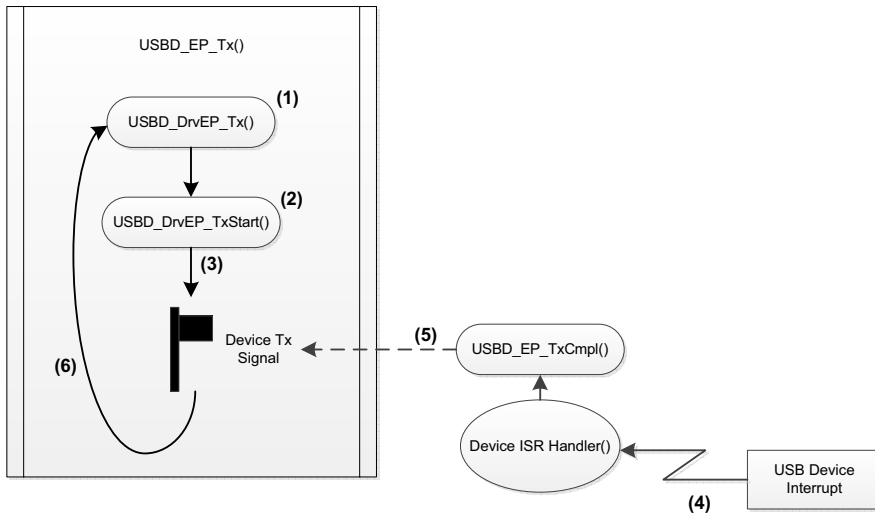 USBD_EP_Tx()
(1)
USBD_DrvEP_Tx()
(2)
USBD_DrvEP_TxStart()
(3)
Device Tx
Signal
(5)
USBD_EP_TxCmpl()
(6)
Device ISR Handler()
USB Device
Interrupt
(4)